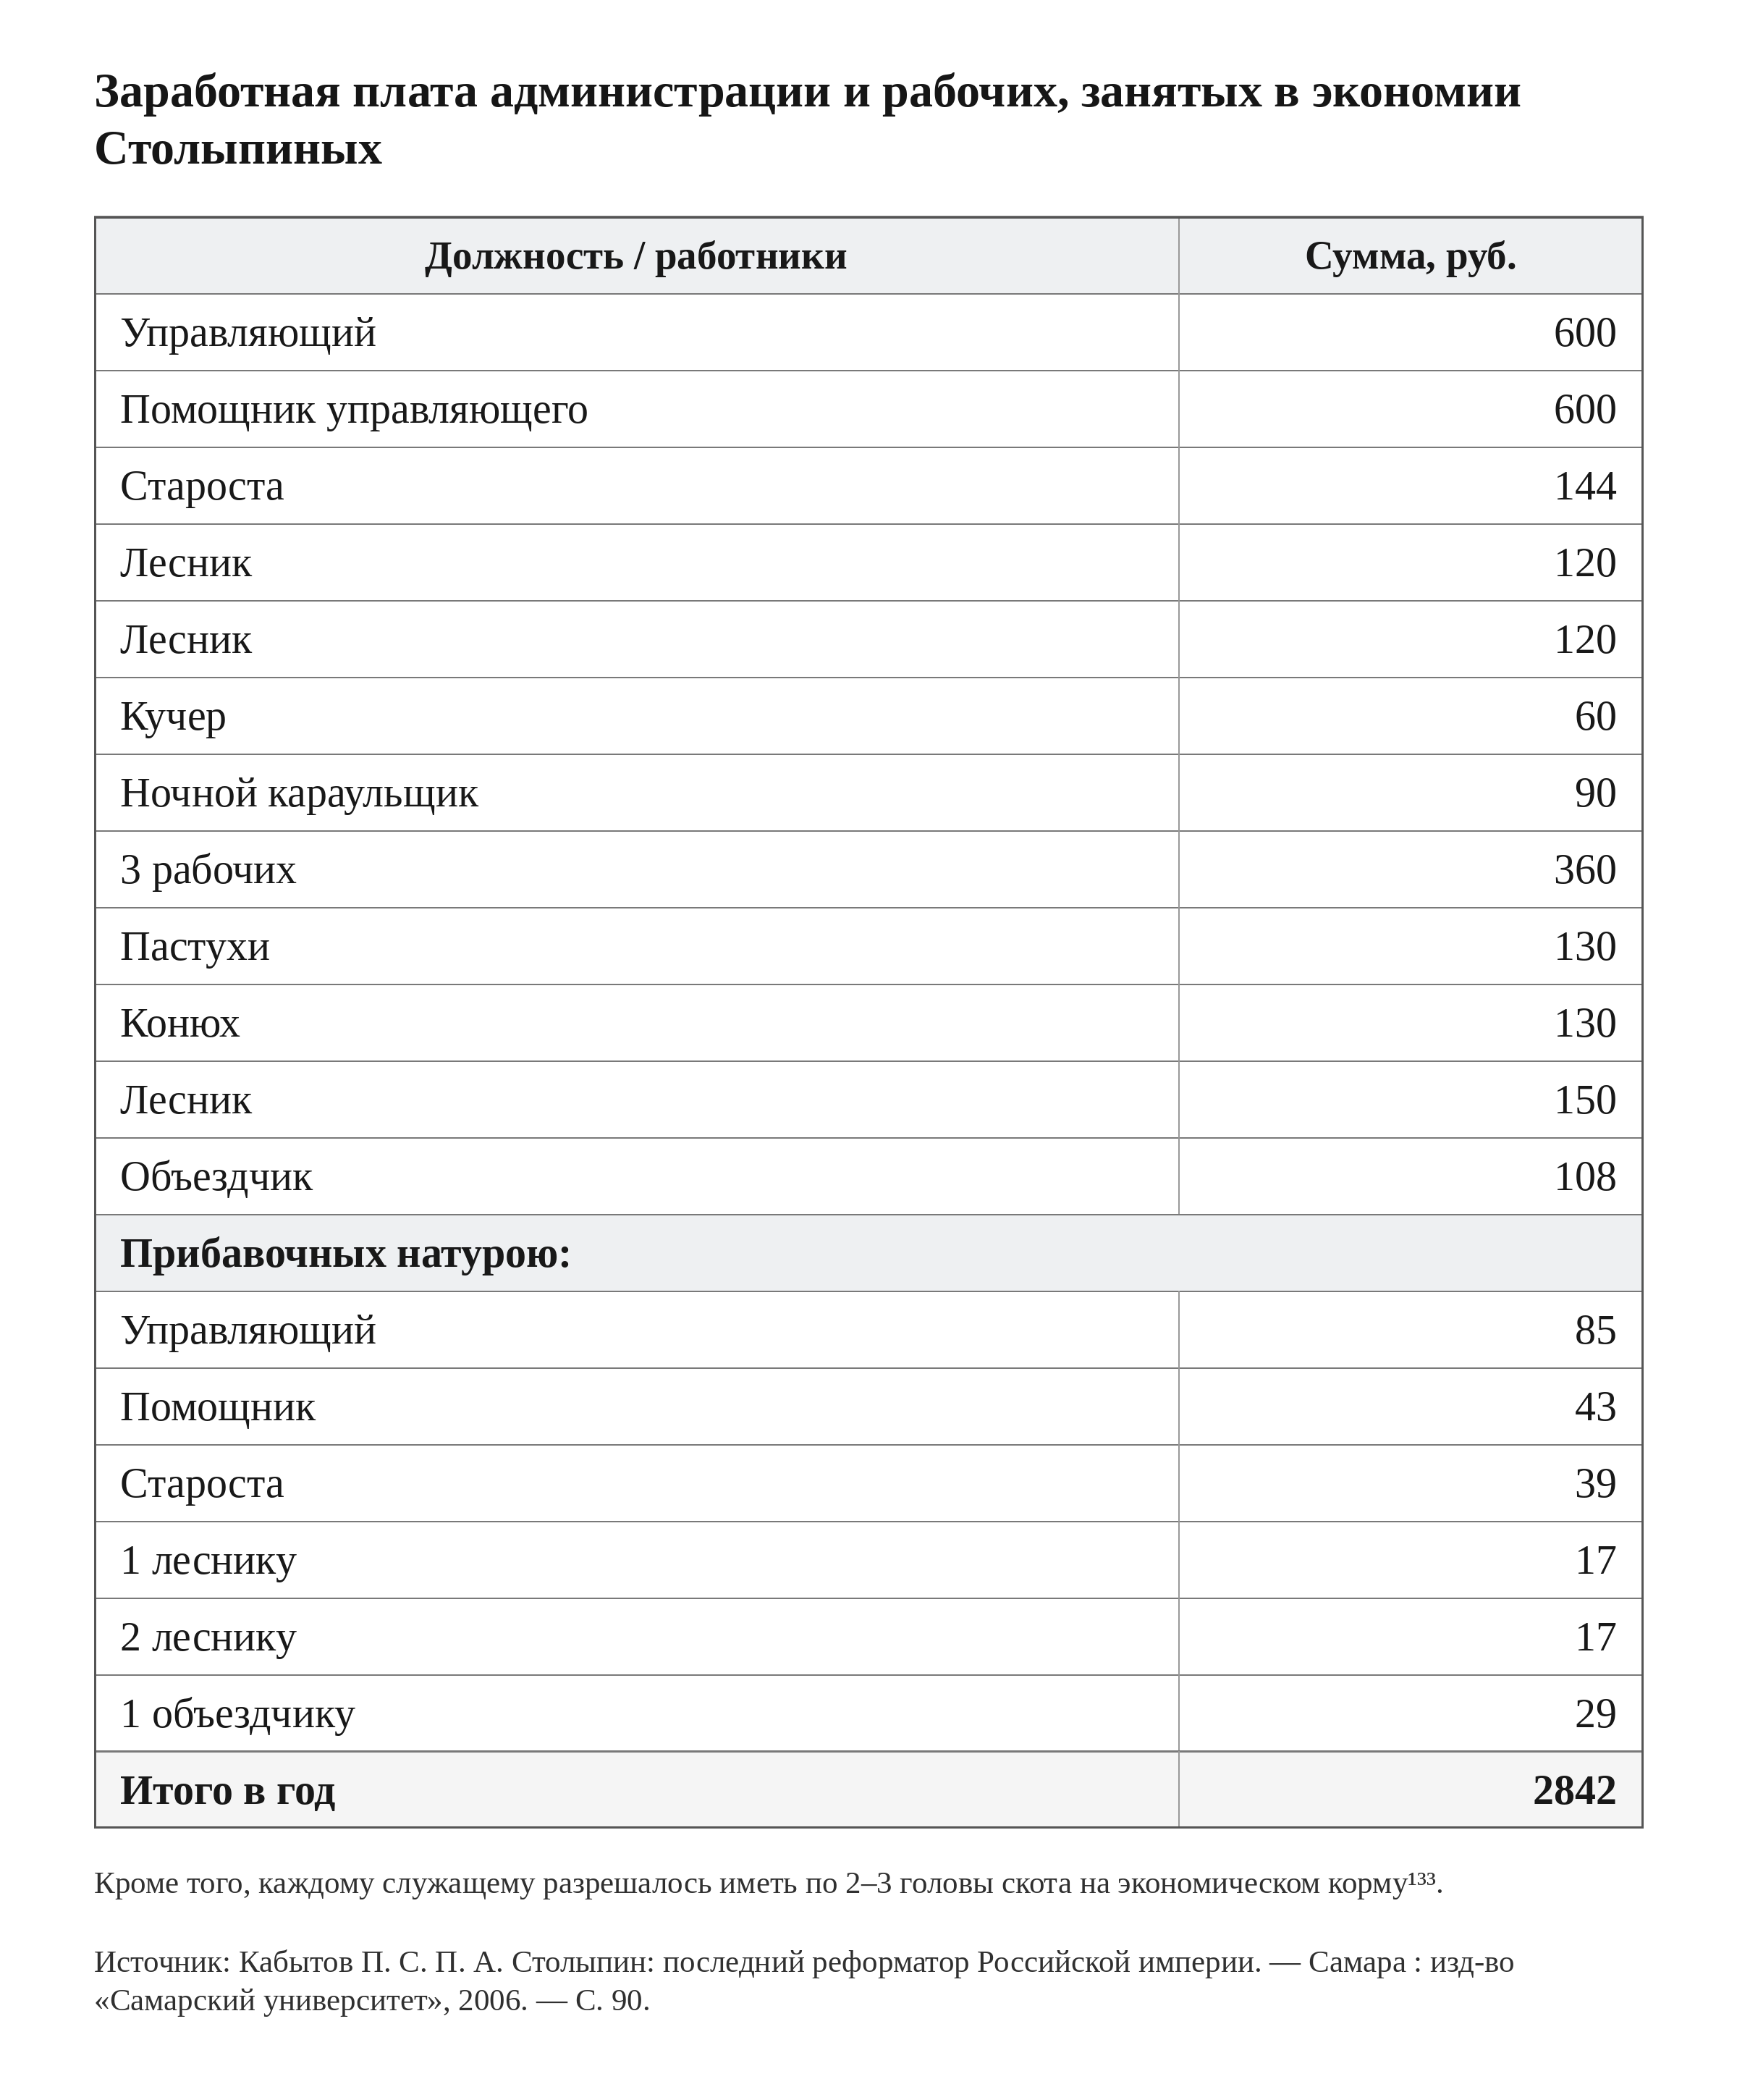 Заработная плата администрации и рабочих, занятых в экономии
Столыпиных
Должность / работники Сумма, руб.
Управляющий 600
Помощник управляющего 600
Староста 144
Лесник 120
Лесник 120
Кучер 60
Ночной караульщик 90
3 рабочих 360
Пастухи 130
Конюх 130
Лесник 150
Объездчик 108
Прибавочных натурою:
Управляющий 85
Помощник 43
Староста 39
1 леснику 17
2 леснику 17
1 объездчику 29
Итого в год 2842
Кроме того, каждому служащему разрешалось иметь по 2–3 головы скота на экономическом корму¹³³.
Источник: Кабытов П. С. П. А. Столыпин: последний реформатор Российской империи. — Самара : изд-во
«Самарский университет», 2006. — С. 90.